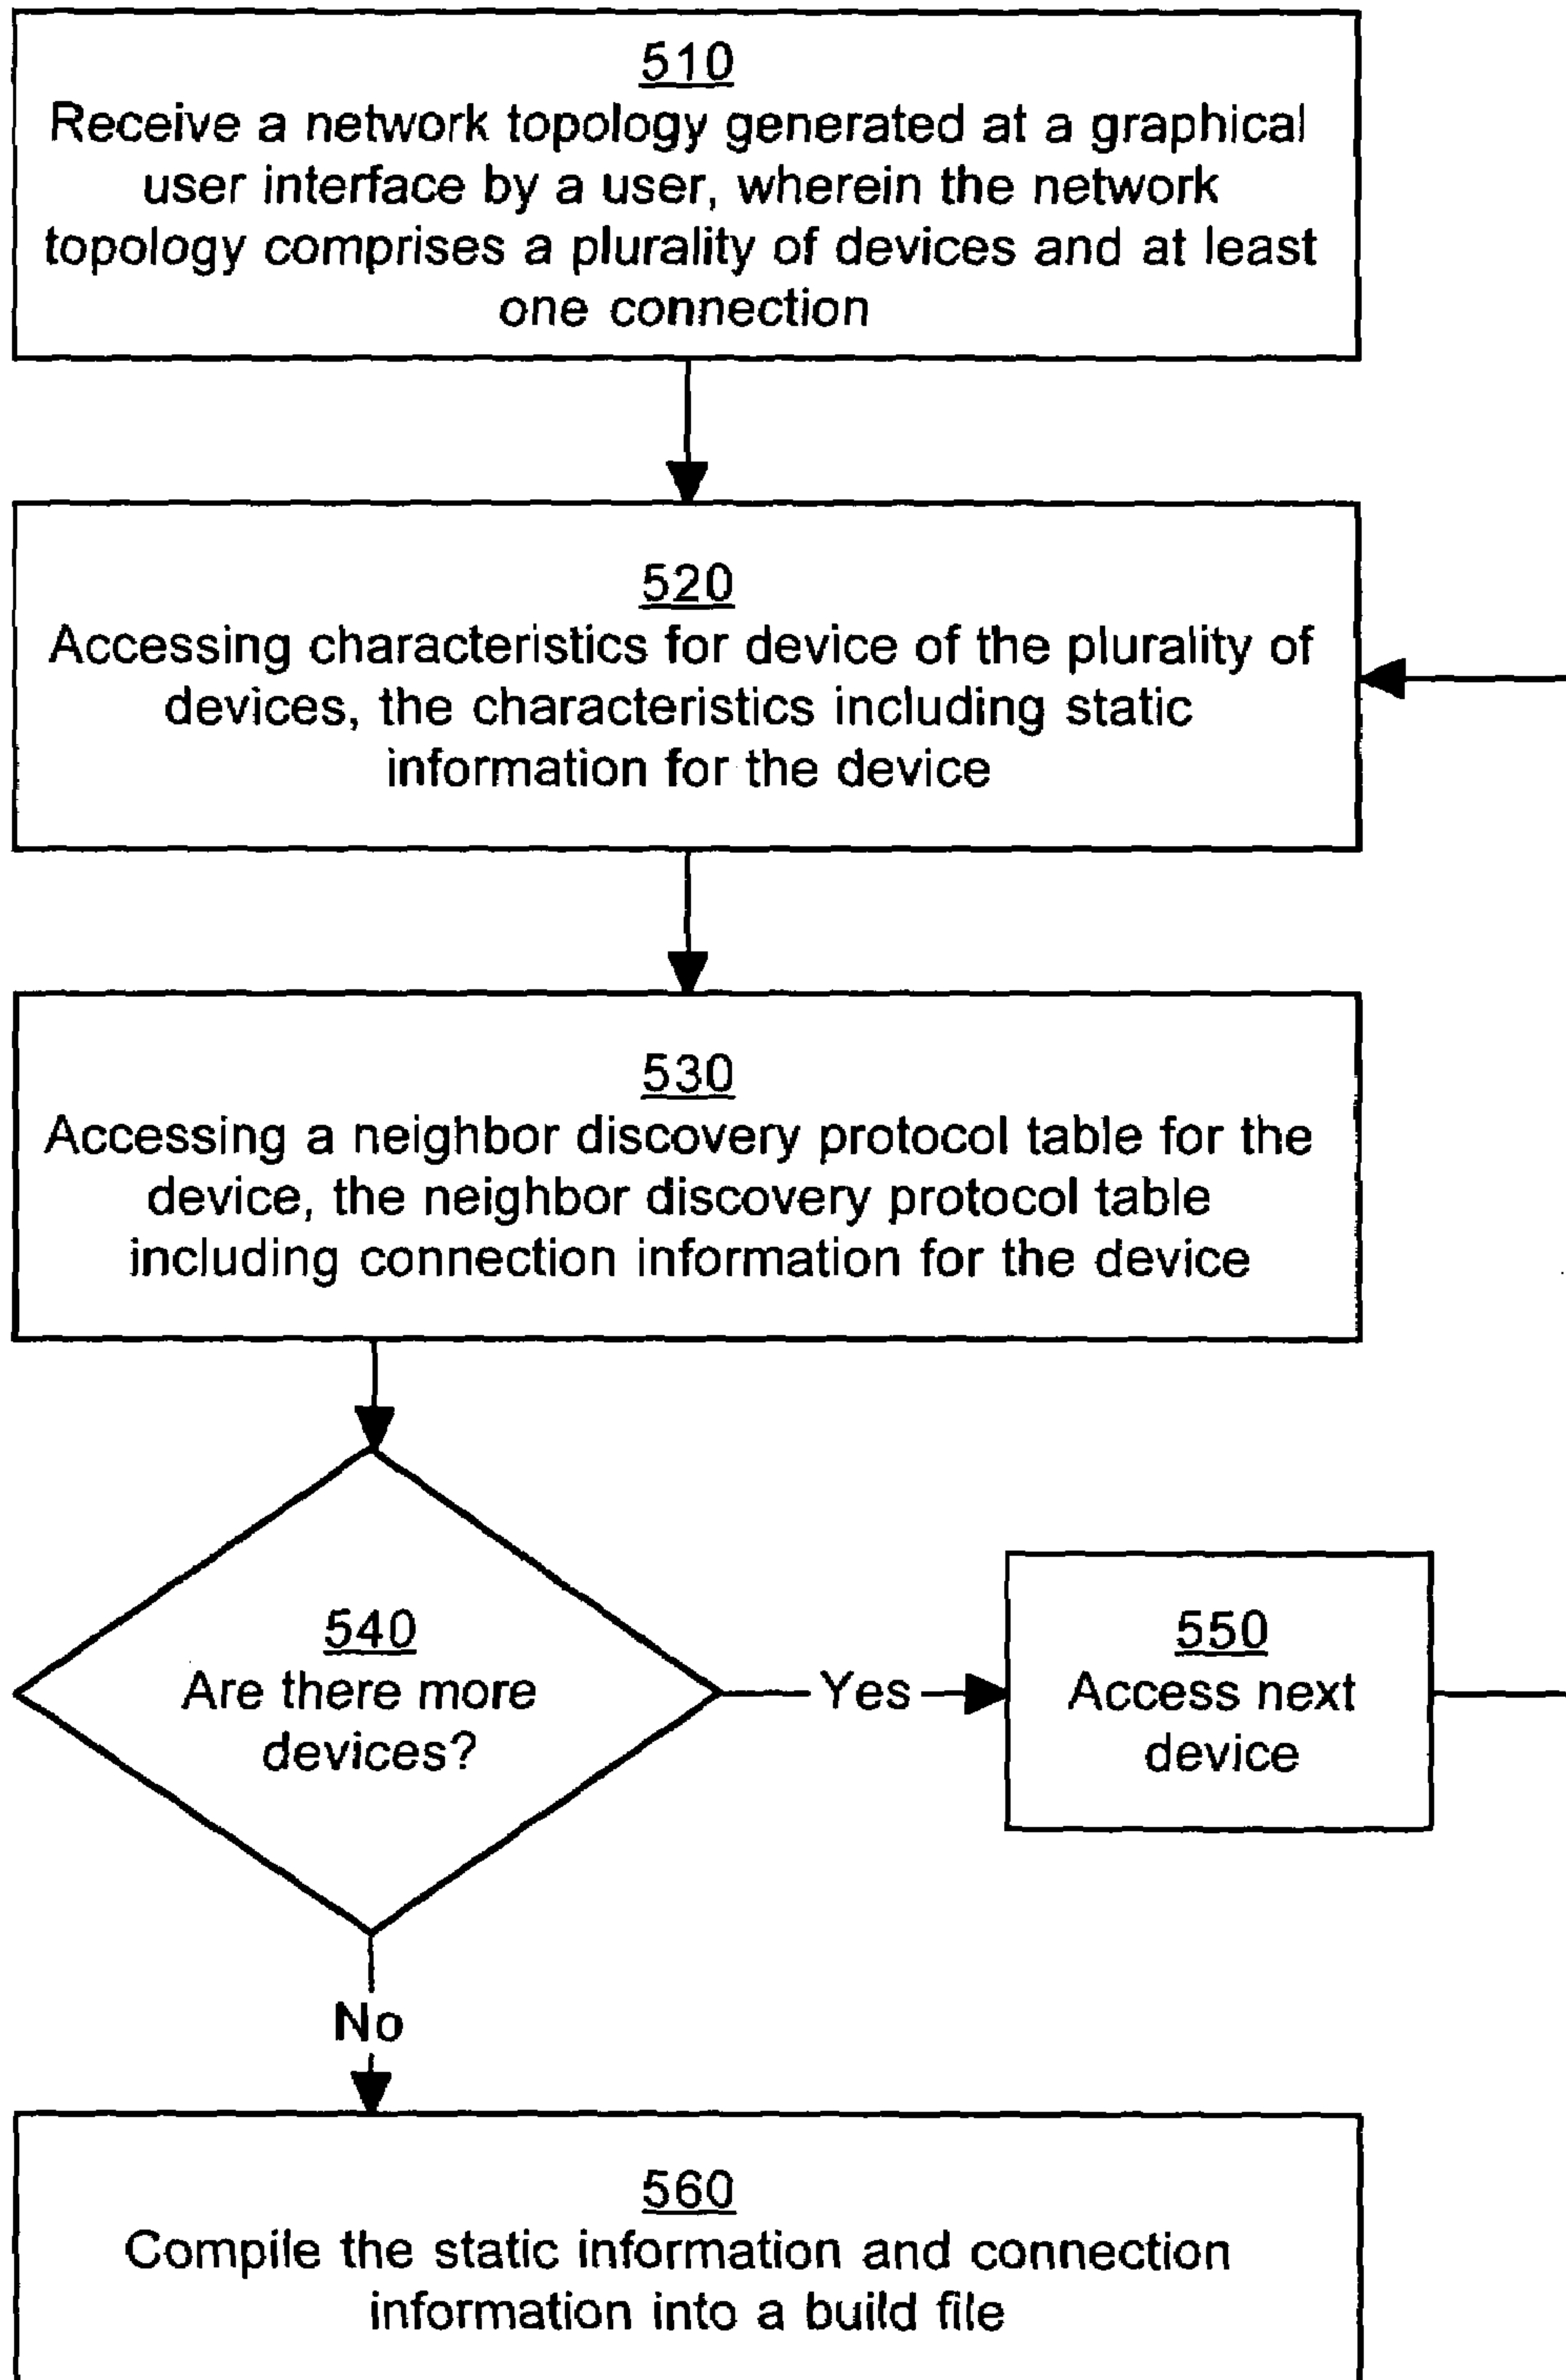 510
Receive a network topology generated at a graphical
user interface by a user, wherein the network
topology comprises a plurality of devices and at least
one connection
520
Accessing characteristics for device of the plurality of
devices, the characteristics including static
information for the device
530
Accessing a neighbor discovery protocol table for the
device, the neighbor discovery protocol table
including connection information for the device
540
Are there more
devices?
Yes
550
Access next
device
No
560
Compile the static information and connection
information into a build file